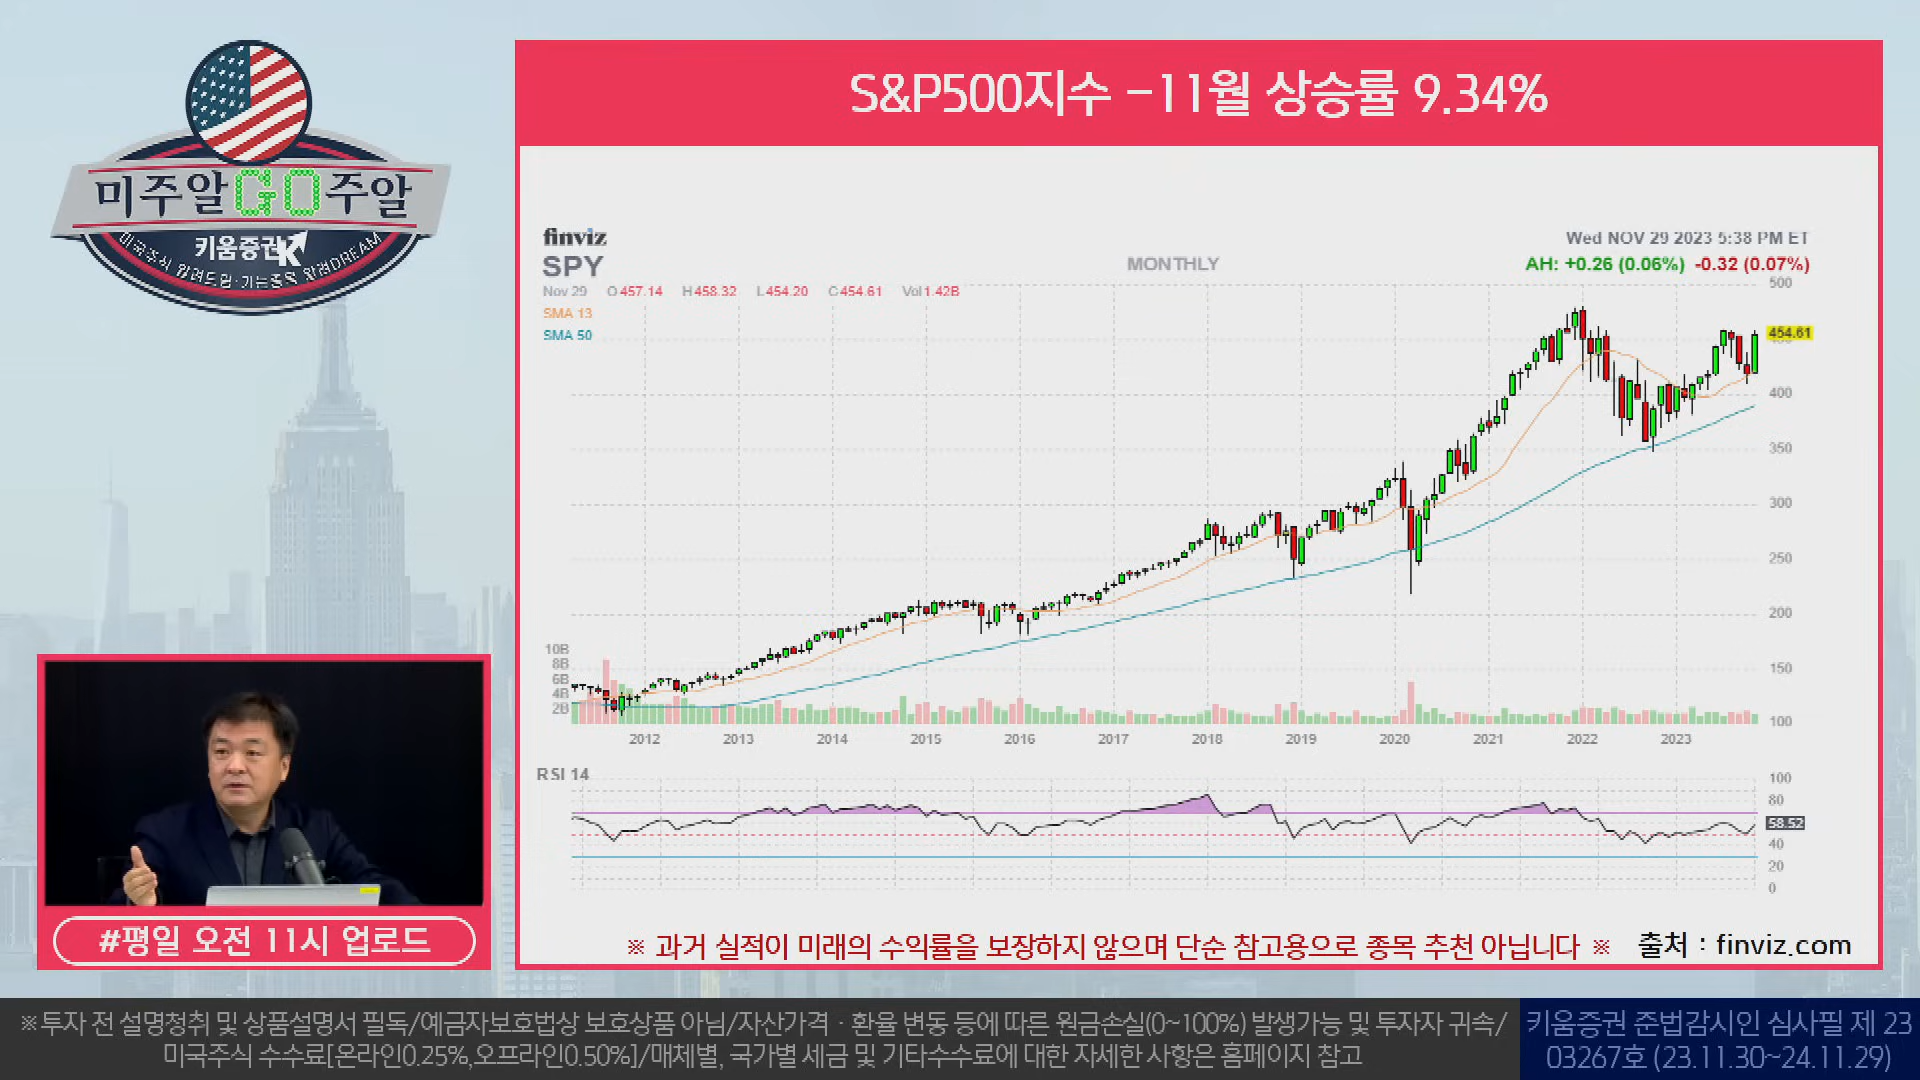 미주알GO주알
키움증권
S&P500지수 -11월 상승률 9.34%
finviz
Wed NOV 29 2023 5:38 PM ET
SPY
MONTHLY
AH: +0.26 (0.06%) -0.32 (0.07%)
Nov 29 O 457.14 H 458.32 L 454.20 C 454.61 Vol 1.42B
SMA 13
SMA 50
500
454.61
400
350
300
250
200
150
100
10B
8B
6B
4B
2B
2012 2013 2014 2015 2016 2017 2018 2019 2020 2021 2022 2023
RSI 14
100
80
58.52
40
20
0
#평일 오전 11시 업로드
※ 과거 실적이 미래의 수익률을 보장하지 않으며 단순 참고용으로 종목 추천 아닙니다 ※ 출처 : finviz.com
※투자 전 설명청취 및 상품설명서 필독/예금자보호법상 보호상품 아님/자산가격 · 환율 변동 등에 따른 원금손실(0~100%) 발생가능 및 투자자 귀속/
미국주식 수수료[온라인0.25%,오프라인0.50%]/매체별, 국가별 세금 및 기타수수료에 대한 자세한 사항은 홈페이지 참고
키움증권 준법감시인 심사필 제 23
03267호 (23.11.30~24.11.29)